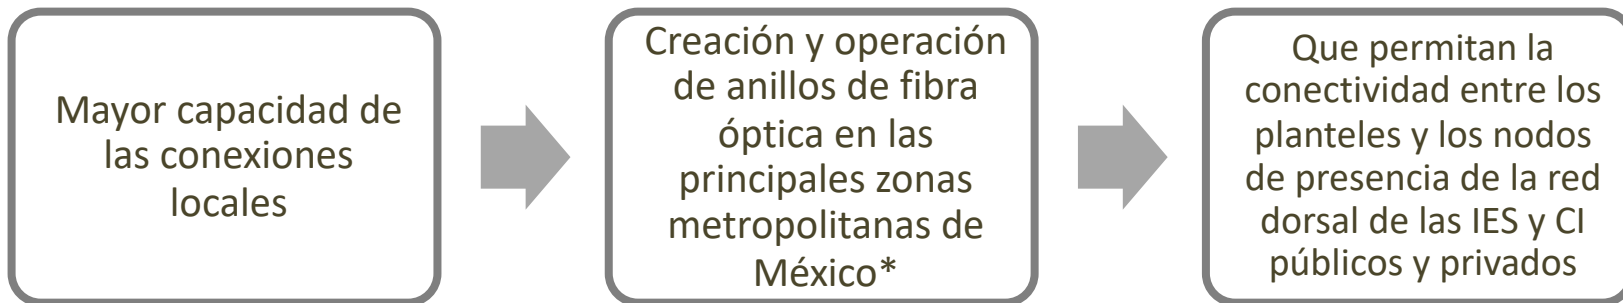 Mayor capacidad de
las conexiones
locales
Creación y operación
de anillos de fibra
óptica en las
principales zonas
metropolitanas de
México*
Que permitan la
conectividad entre los
planteles y los nodos
de presencia de la red
dorsal de las IES y CI
públicos y privados